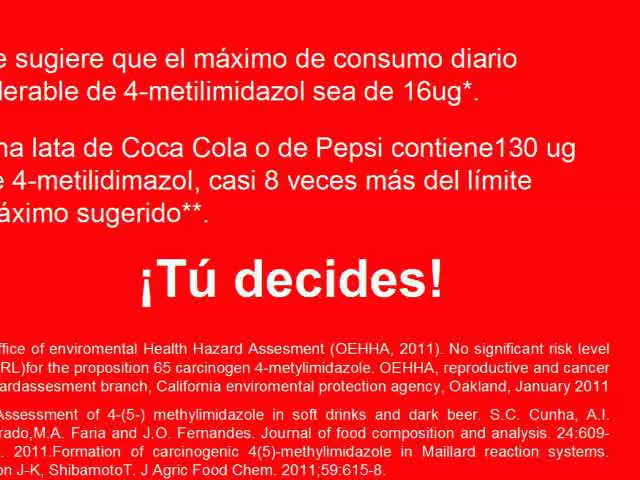 e sugiere que el máximo de consumo diario
lerable de 4-metilimidazol sea de 16ug*.
na lata de Coca Cola o de Pepsi contiene130 ug
e 4-metilidimazol, casi 8 veces más del límite
áximo sugerido**.
¡Tú decides!
ffice of enviromental Health Hazard Assesment (OEHHA, 2011). No significant risk level
RL)for the proposition 65 carcinogen 4-metylimidazole. OEHHA, reproductive and cancer
ardassesment branch, California enviromental protection agency, Oakland, January 2011
Assessment of 4-(5-) methylimidazole in soft drinks and dark beer. S.C. Cunha, A.I.
rado,M.A. Faria and J.O. Fernandes. Journal of food composition and analysis. 24:609-
. 2011.Formation of carcinogenic 4(5)-methylimidazole in Maillard reaction systems.
on J-K, ShibamotoT. J Agric Food Chem. 2011;59:615-8.